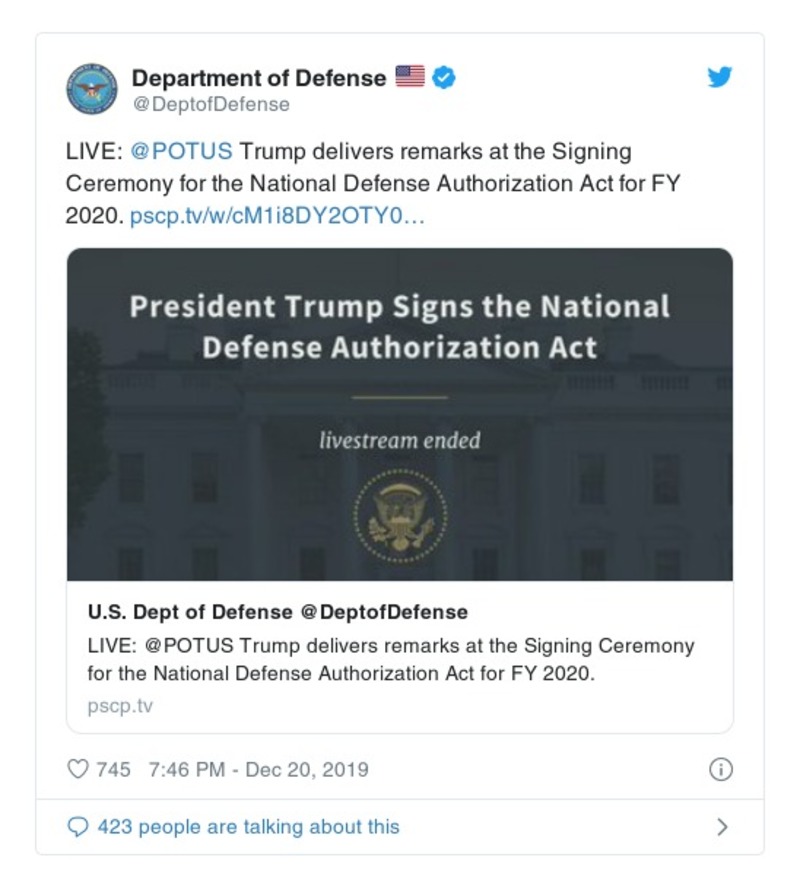 Department of Defense 🇺🇸
@DeptofDefense
LIVE: @POTUS Trump delivers remarks at the Signing
Ceremony for the National Defense Authorization Act for FY
2020. pscp.tv/w/cM1i8DY2OTY0…
President Trump Signs the National
Defense Authorization Act
livestream ended
U.S. Dept of Defense @DeptofDefense
LIVE: @POTUS Trump delivers remarks at the Signing Ceremony
for the National Defense Authorization Act for FY 2020.
pscp.tv
745 7:46 PM - Dec 20, 2019
423 people are talking about this